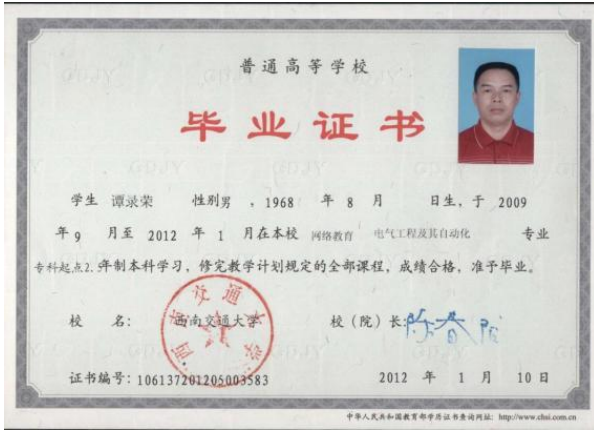 普通高等学校
毕业证书
学生 谭录荣 性别男 ,1968 年 8 月 日生，于 2009
年 9 月至 2012 年 1 月在本校 网络教育 电气工程及其自动化 专业
专科起点2.5年制本科学习，修完教学计划规定的全部课程，成绩合格，准予毕业。
校 名： 西南交通大学 校（院）长：
西南交通大学
证书编号：106137201205003583 2012 年 1 月 10 日
中华人民共和国教育部学历证书查询网址：http://www.chsi.com.cn